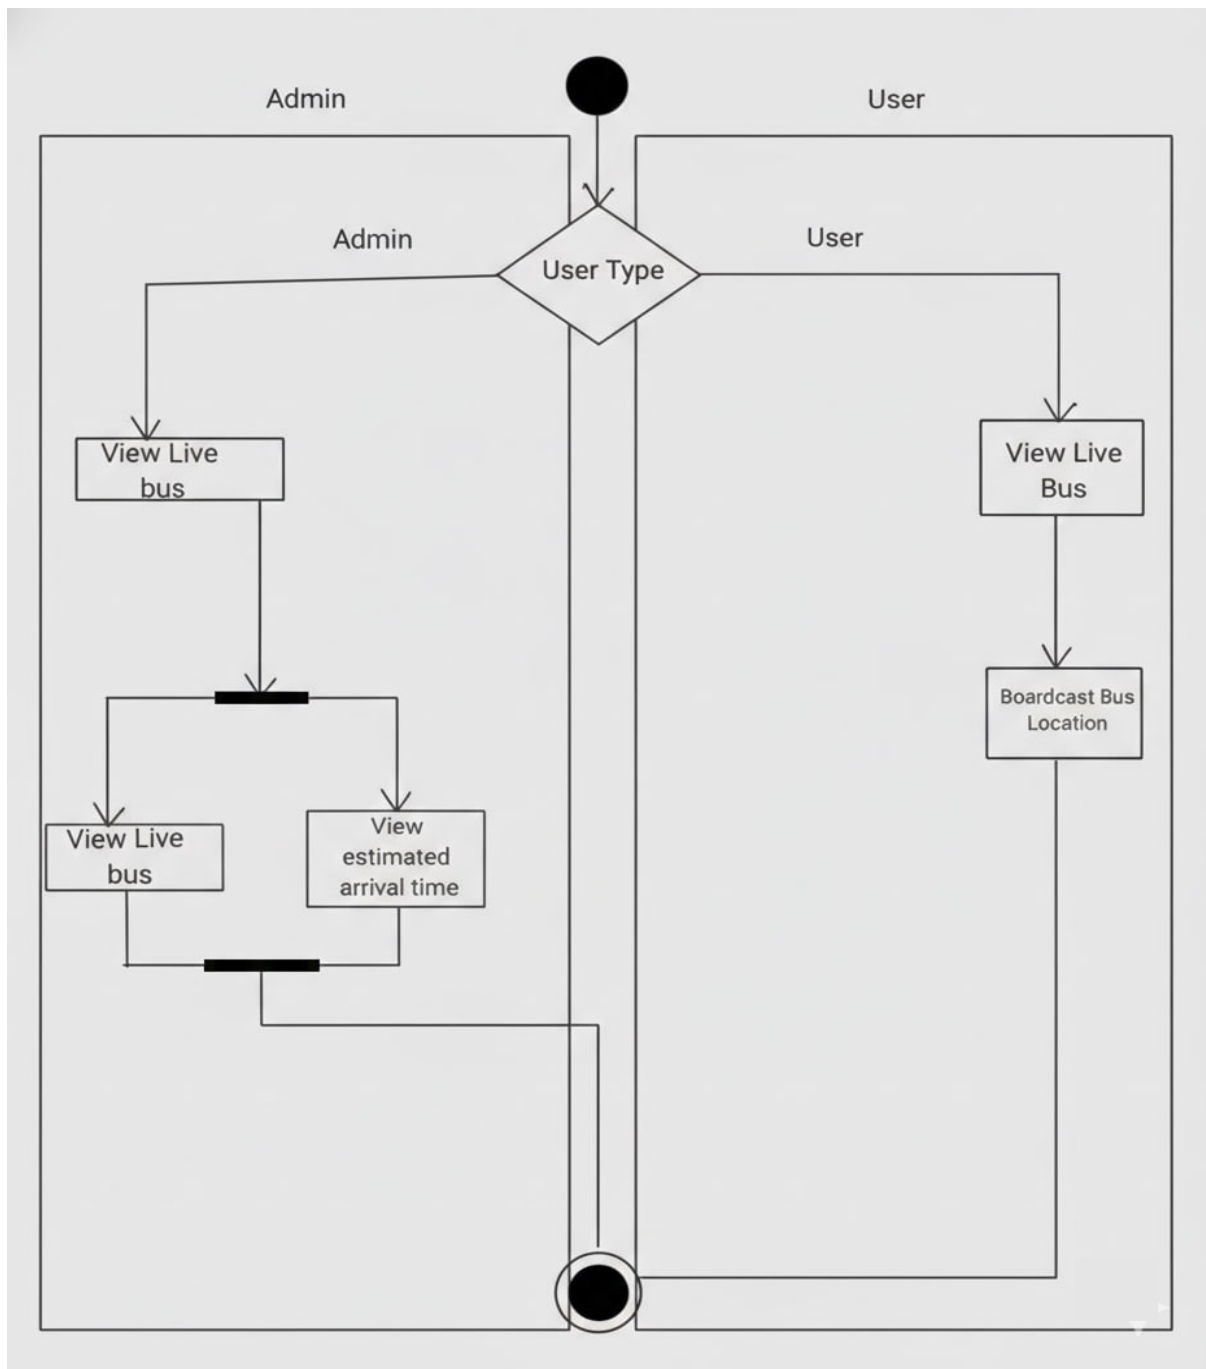 Admin
User
Admin
User
User Type
View Live
bus
View Live
Bus
Boardcast Bus
Location
View Live
bus
View
estimated
arrival time